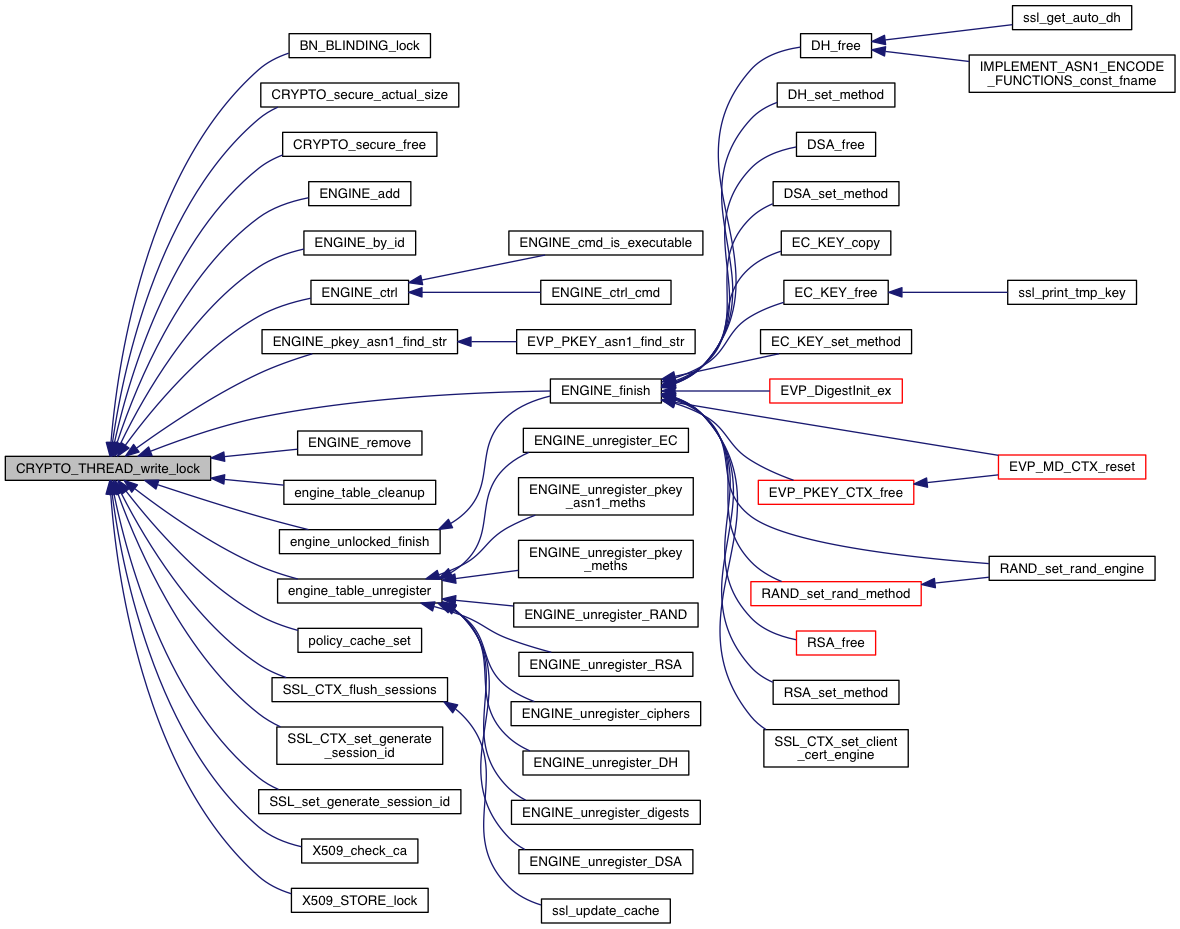 CRYPTO_THREAD_write_lock
BN_BLINDING_lock
CRYPTO_secure_actual_size
CRYPTO_secure_free
ENGINE_add
ENGINE_by_id
ENGINE_ctrl
ENGINE_pkey_asn1_find_str
ENGINE_finish
ENGINE_remove
engine_table_cleanup
engine_unlocked_finish
engine_table_unregister
policy_cache_set
SSL_CTX_flush_sessions
SSL_CTX_set_generate
_session_id
SSL_set_generate_session_id
X509_check_ca
X509_STORE_lock
ENGINE_cmd_is_executable
ENGINE_ctrl_cmd
EVP_PKEY_asn1_find_str
ENGINE_unregister_EC
ENGINE_unregister_pkey
_asn1_meths
ENGINE_unregister_pkey
_meths
ENGINE_unregister_RAND
ENGINE_unregister_RSA
ENGINE_unregister_ciphers
ENGINE_unregister_DH
ENGINE_unregister_digests
ENGINE_unregister_DSA
ssl_update_cache
DH_free
DH_set_method
DSA_free
DSA_set_method
EC_KEY_copy
EC_KEY_free
EC_KEY_set_method
EVP_DigestInit_ex
EVP_PKEY_CTX_free
RAND_set_rand_method
RSA_free
RSA_set_method
SSL_CTX_set_client
_cert_engine
ssl_get_auto_dh
IMPLEMENT_ASN1_ENCODE
_FUNCTIONS_const_fname
ssl_print_tmp_key
EVP_MD_CTX_reset
RAND_set_rand_engine